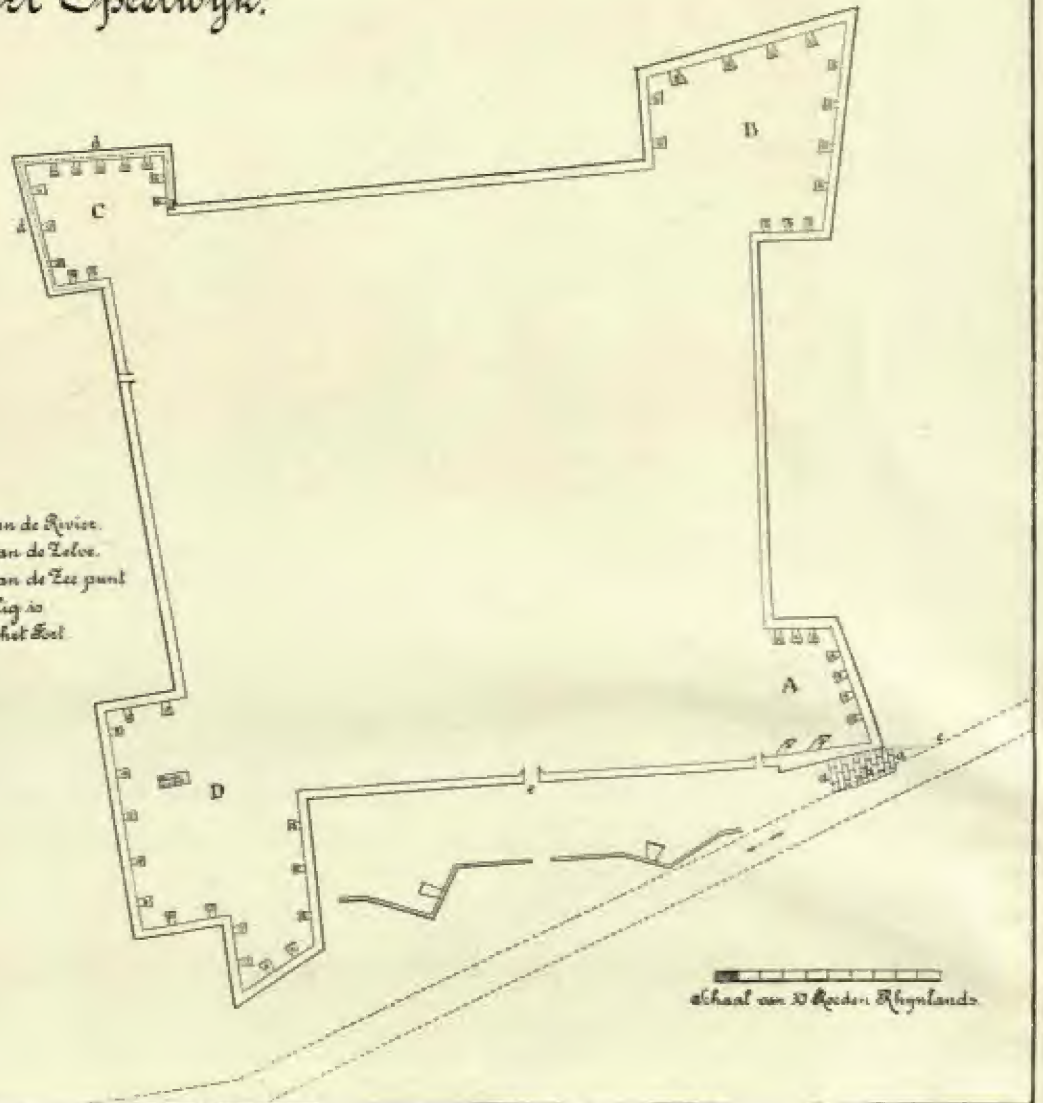 Speelwyk.
d
B
C
d
an de Rivier.
an de Zelve.
an de Zee punt
lig is
het Fort.
A
c
a
a
b
D
e
Schaal van 30 Roeden Rhynlands